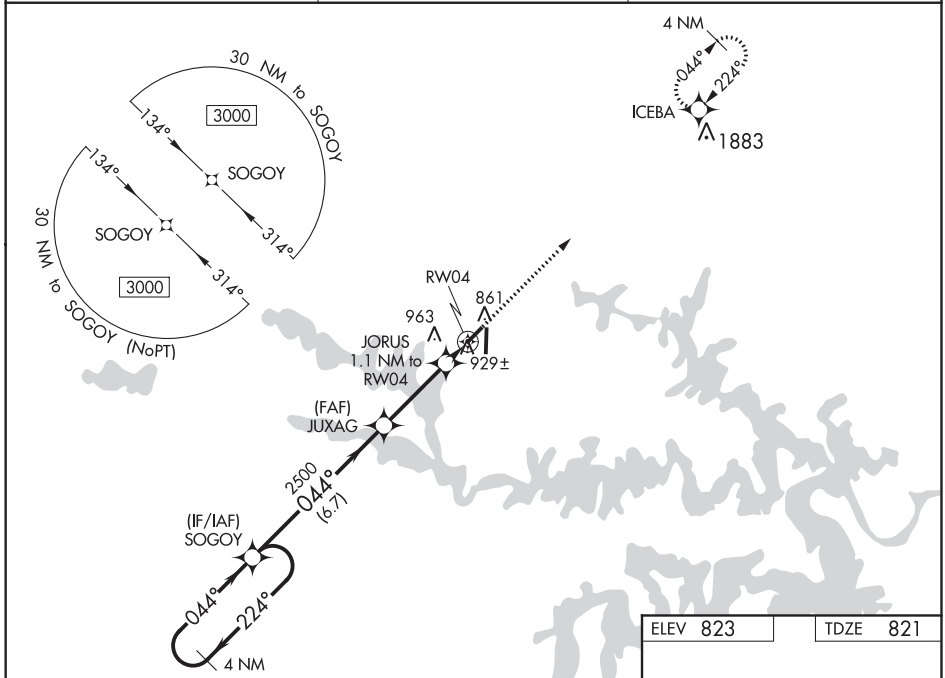 4 NM
044°
224°
ICEBA
1883
30 NM to SOGOY
3000
134°
SOGOY
314°
134°
SOGOY
314°
3000
30 NM to SOGOY (NoPT)
RW04
861
963
JORUS
1.1 NM to
RW04
929±
(FAF)
JUXAG
2500
044°
(6.7)
(IF/IAF)
SOGOY
044°
224°
4 NM
ELEV 823
TDZE 821